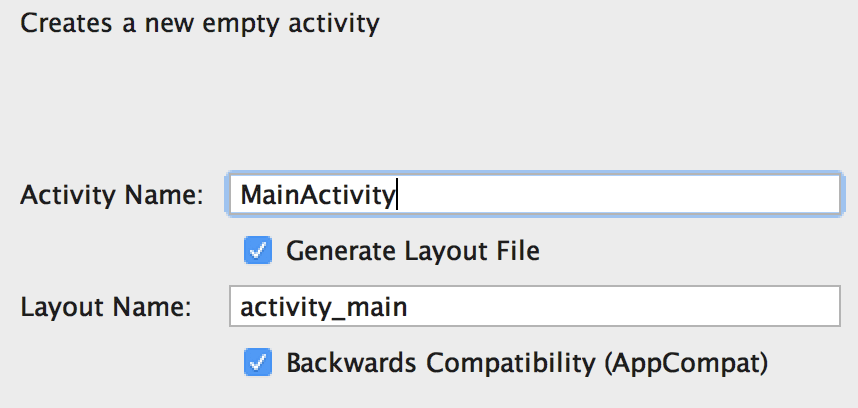 Creates a new empty activity
Activity Name: MainActivity
Generate Layout File
Layout Name: activity_main
Backwards Compatibility (AppCompat)